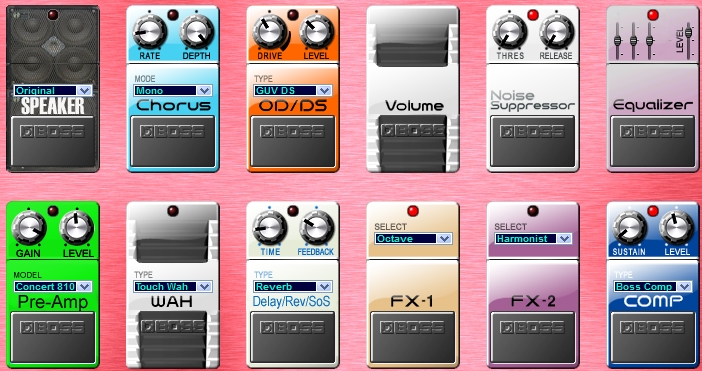 Original
SPEAKER
BOSS
RATE DEPTH
MODE
Mono
Chorus
BOSS
DRIVE LEVEL
TYPE
GUV DS
OD/DS
BOSS
Volume
BOSS
THRES RELEASE
Noise
Suppressor
BOSS
LEVEL
Equalizer
BOSS
GAIN LEVEL
MODEL
Concert 810
Pre-Amp
BOSS
TYPE
Touch Wah
WAH
BOSS
TIME FEEDBACK
TYPE
Reverb
Delay/Rev/SoS
BOSS
SELECT
Octave
FX-1
BOSS
SELECT
Harmonist
FX-2
BOSS
SUSTAIN LEVEL
TYPE
Boss Comp
COMP
BOSS